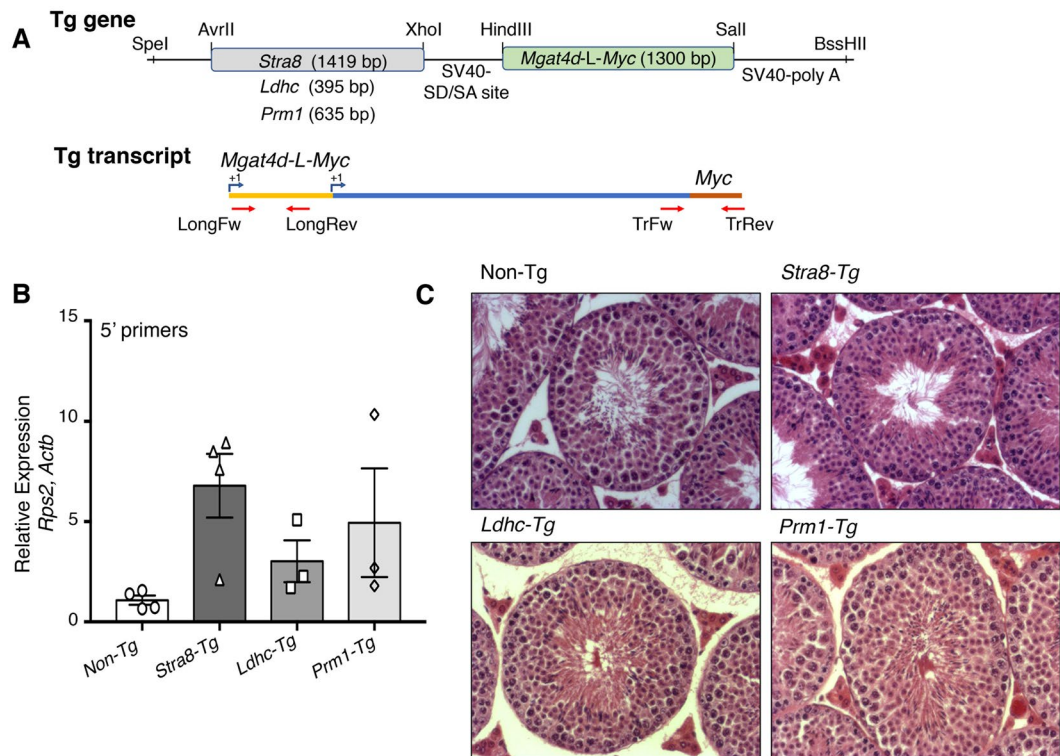 A
Tg gene
SpeI
AvrII
XhoI
HindIII
SalI
BssHII
Stra8 (1419 bp)
Ldhc (395 bp)
Prm1 (635 bp)
SV40-
SD/SA site
Mgat4d-L-Myc (1300 bp)
SV40-poly A
Tg transcript
Mgat4d-L-Myc
+1
+1
Myc
LongFw
LongRev
TrFw
TrRev
B
5' primers
Relative Expression
Rps2, Actb
15
10
5
0
Non-Tg
Stra8-Tg
Ldhc-Tg
Prm1-Tg
C
Non-Tg
Stra8-Tg
Ldhc-Tg
Prm1-Tg